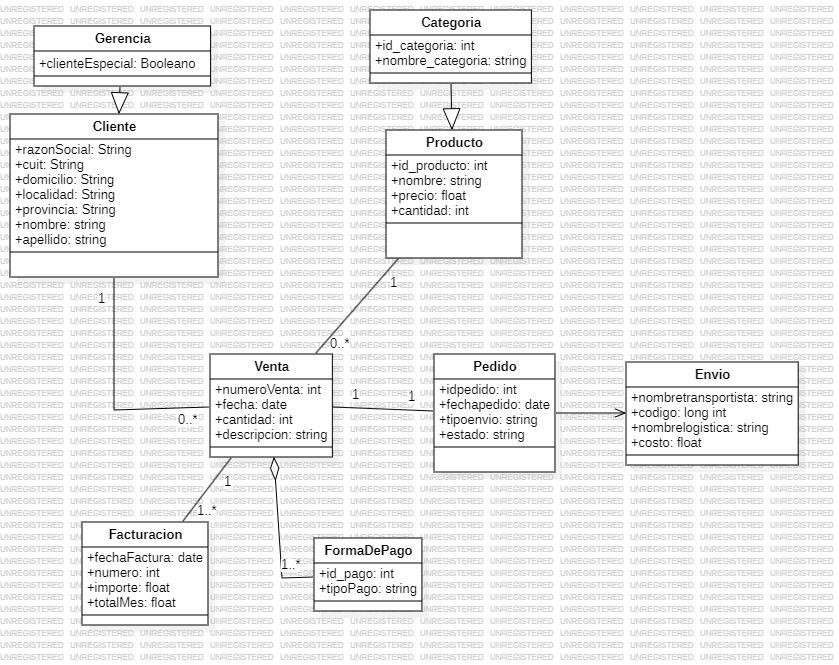 Gerencia
+clienteEspecial: Booleano
Categoria
+id_categoria: int
+nombre_categoria: string
Cliente
+razonSocial: String
+cuit: String
+domicilio: String
+localidad: String
+provincia: String
+nombre: string
+apellido: string
Producto
+id_producto: int
+nombre: string
+precio: float
+cantidad: int
1
1
0..*
0..*
Venta
+numeroVenta: int
+fecha: date
+cantidad: int
+descripcion: string
1
1
Pedido
+idpedido: int
+fechapedido: date
+tipoenvio: string
+estado: string
Envio
+nombretransportista: string
+codigo: long int
+nombrelogistica: string
+costo: float
1
1..*
Facturacion
+fechaFactura: date
+numero: int
+importe: float
+totalMes: float
1..*
FormaDePago
+id_pago: int
+tipoPago: string
UNREGISTERED